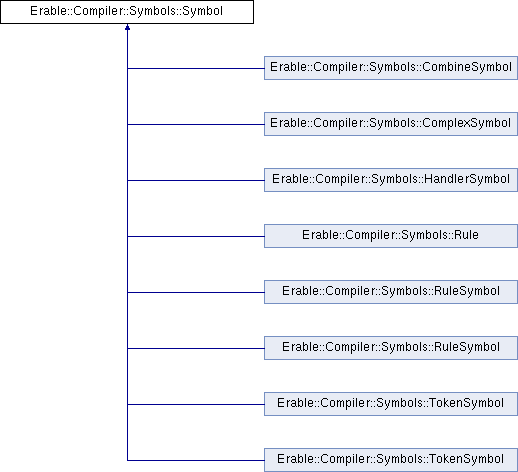 Erable::Compiler::Symbols::Symbol
Erable::Compiler::Symbols::CombineSymbol
Erable::Compiler::Symbols::ComplexSymbol
Erable::Compiler::Symbols::HandlerSymbol
Erable::Compiler::Symbols::Rule
Erable::Compiler::Symbols::RuleSymbol
Erable::Compiler::Symbols::RuleSymbol
Erable::Compiler::Symbols::TokenSymbol
Erable::Compiler::Symbols::TokenSymbol